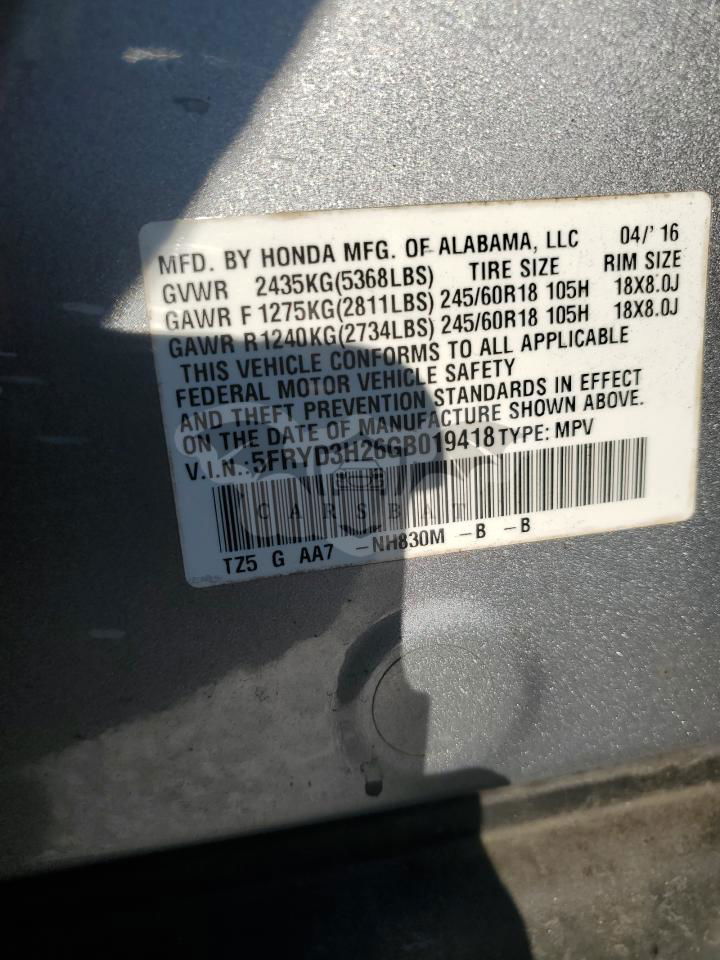 MFD. BY HONDA MFG. OF ALABAMA, LLC 04/'16
GVWR 2435KG(5368LBS) TIRE SIZE RIM SIZE
GAWR F 1275KG(2811LBS) 245/60R18 105H 18X8.0J
GAWR R1240KG(2734LBS) 245/60R18 105H 18X8.0J
THIS VEHICLE CONFORMS TO ALL APPLICABLE
FEDERAL MOTOR VEHICLE SAFETY
AND THEFT PREVENTION STANDARDS IN EFFECT
ON THE DATE OF MANUFACTURE SHOWN ABOVE.
V.I.N.: 5FRYD3H26GB019418 TYPE: MPV
CARSBAT
TZ5 G AA7 -NH830M -B -B